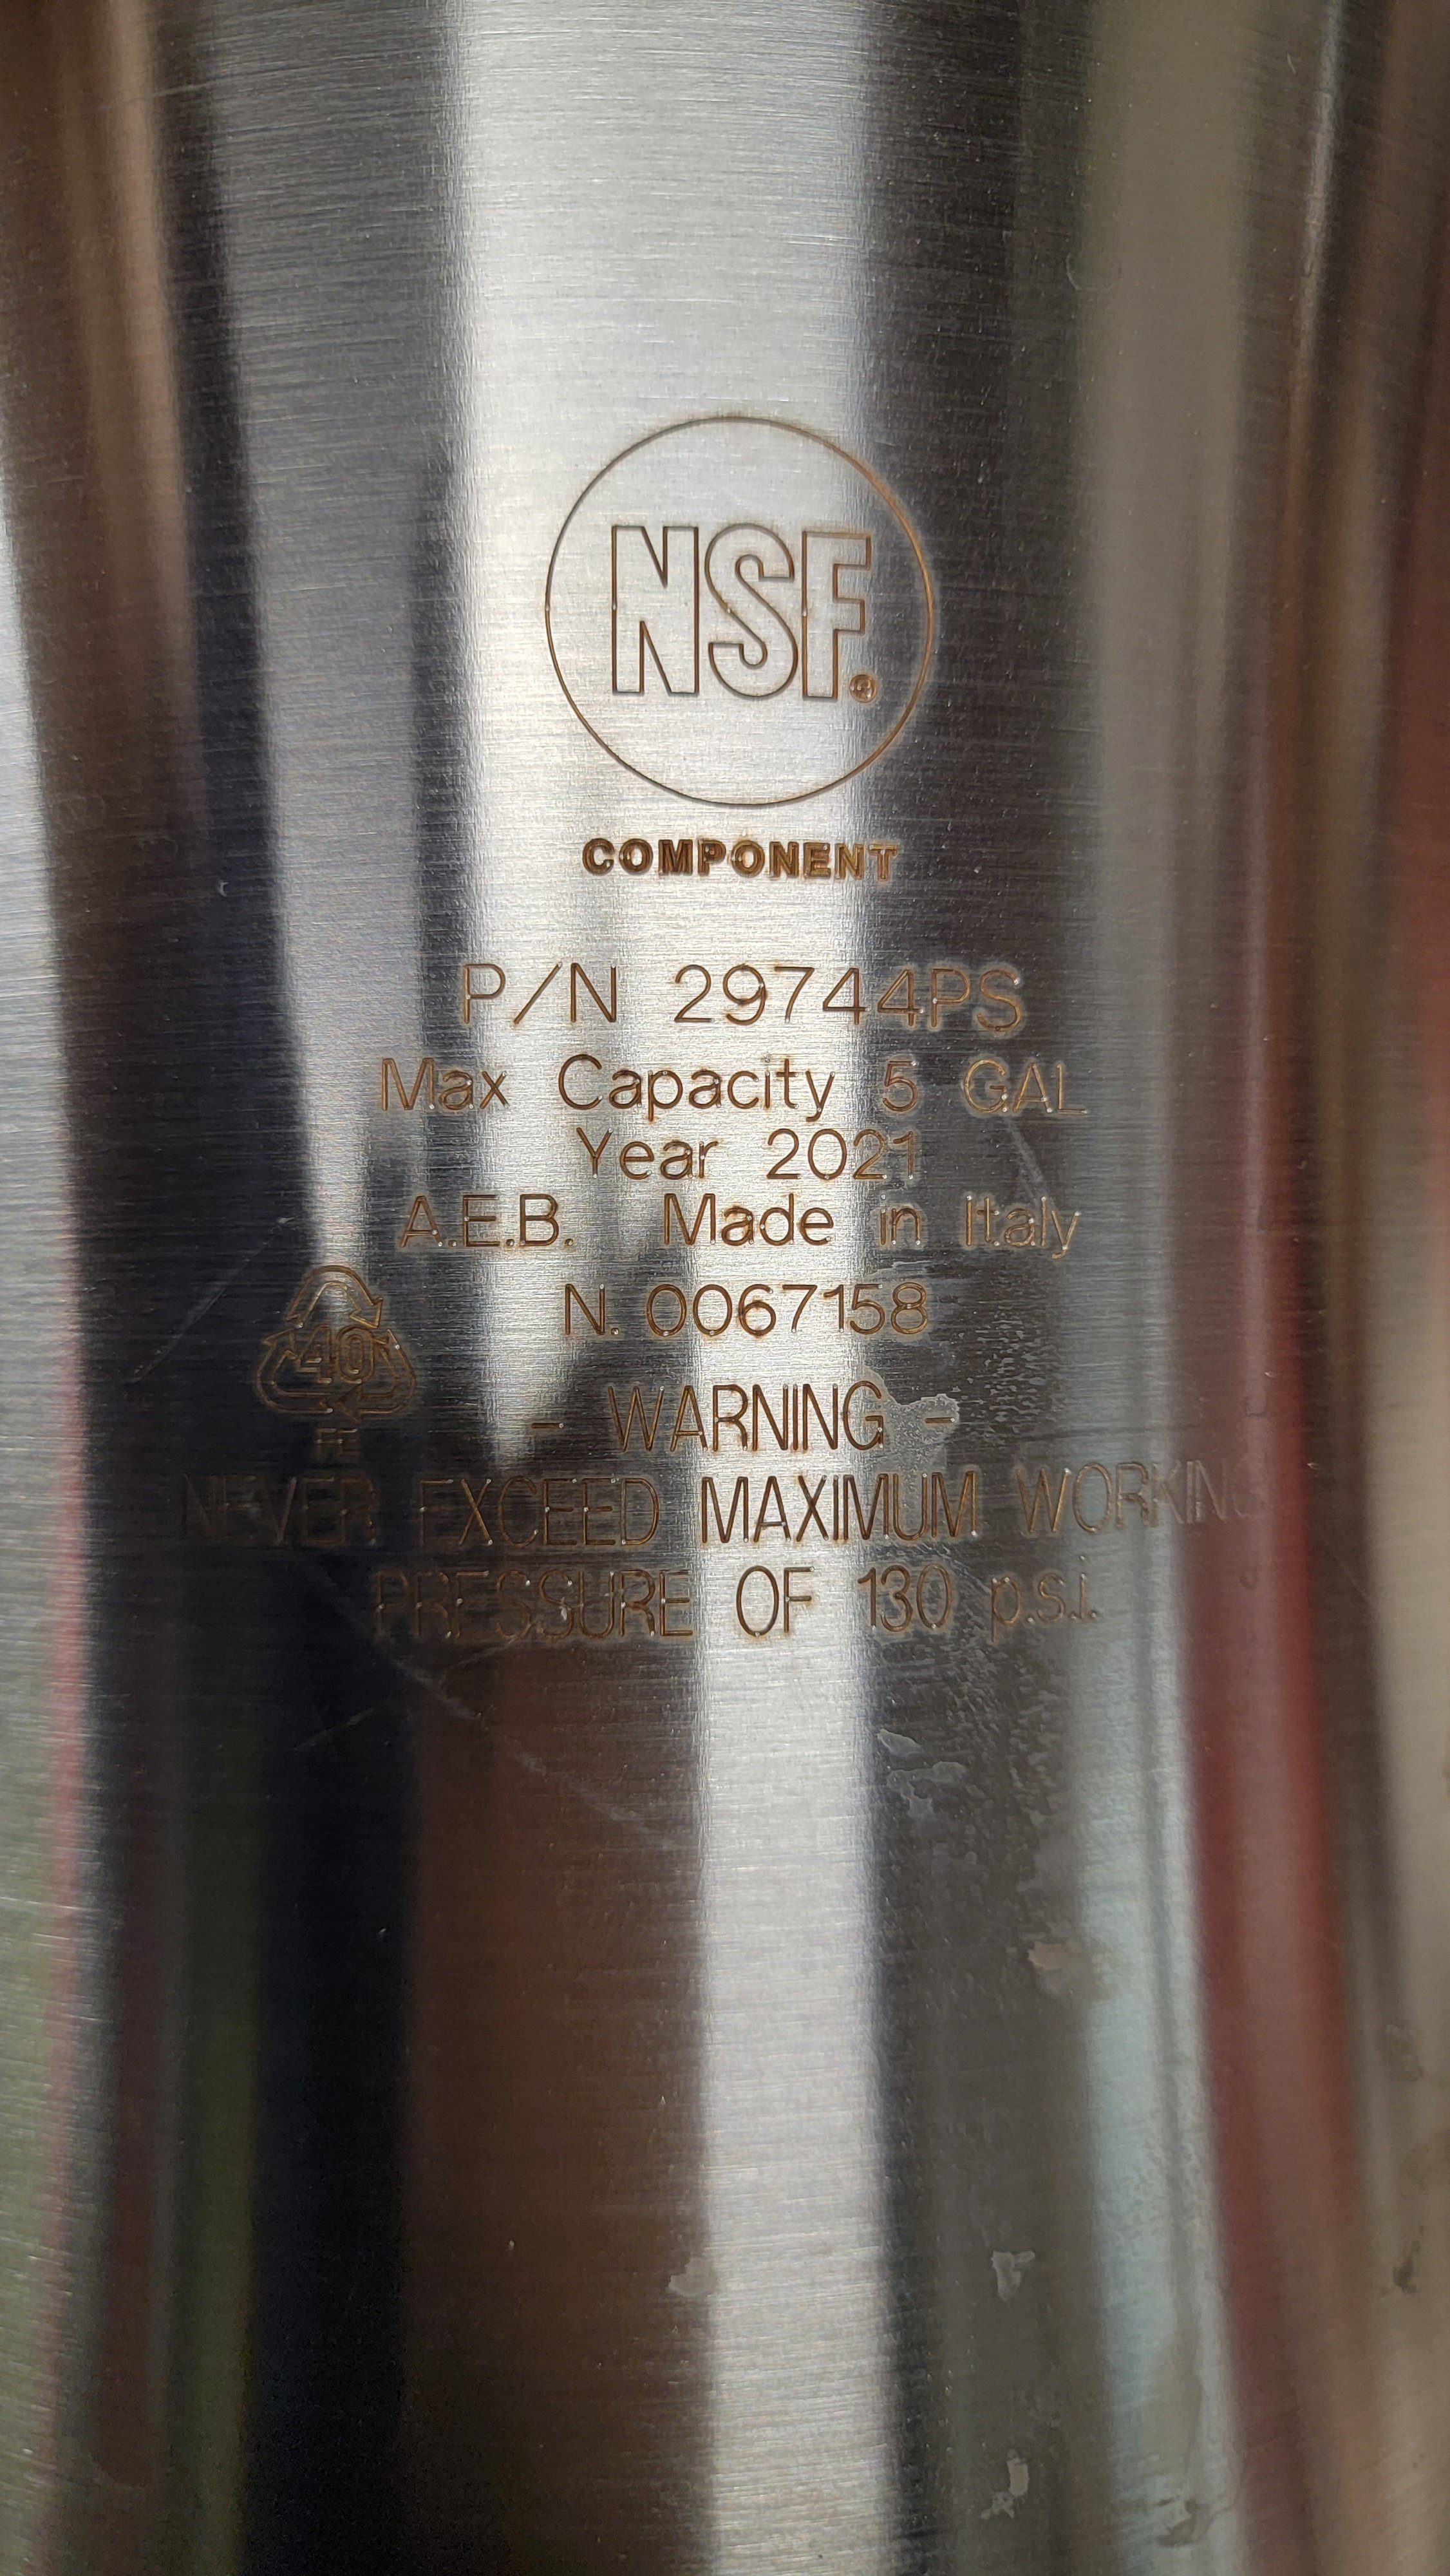 NSF®
COMPONENT
P/N 29744PS
Max Capacity 5 GAL
Year 2021
A.E.B. Made in Italy
N. 0067158
40
FE
- WARNING -
NEVER EXCEED MAXIMUM WORKING
PRESSURE OF 130 p.s.i.